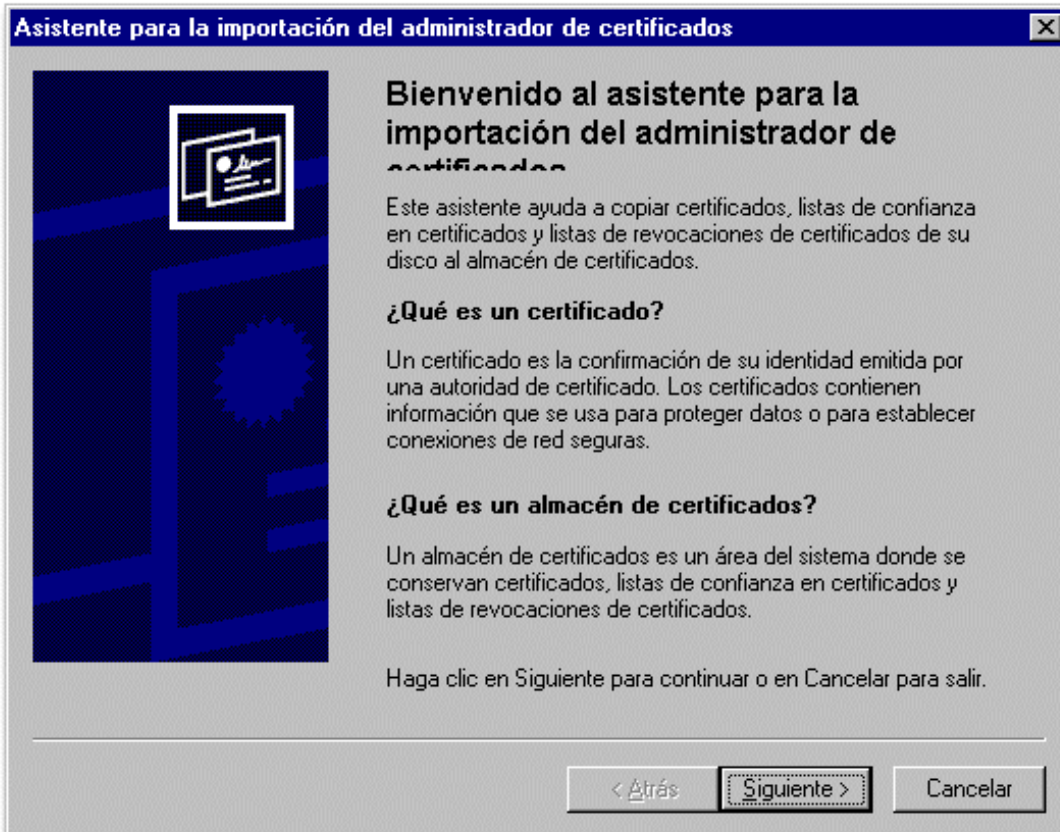 Asistente para la importación del administrador de certificados
Bienvenido al asistente para la
importación del administrador de
certificados
Este asistente ayuda a copiar certificados, listas de confianza
en certificados y listas de revocaciones de certificados de su
disco al almacén de certificados.
¿Qué es un certificado?
Un certificado es la confirmación de su identidad emitida por
una autoridad de certificado. Los certificados contienen
información que se usa para proteger datos o para establecer
conexiones de red seguras.
¿Qué es un almacén de certificados?
Un almacén de certificados es un área del sistema donde se
conservan certificados, listas de confianza en certificados y
listas de revocaciones de certificados.
Haga clic en Siguiente para continuar o en Cancelar para salir.
< Atrás Siguiente > Cancelar